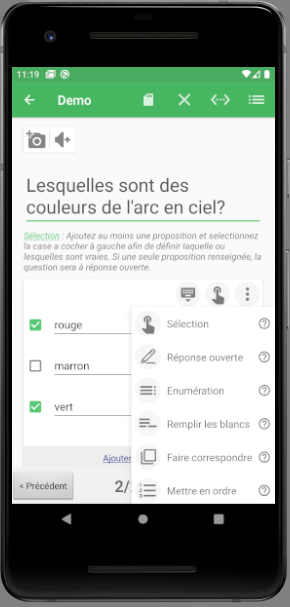 11:19
Demo
Lesquelles sont des
couleurs de l'arc en ciel?
Sélection : Ajoutez au moins une proposition et selectionnez
la case a cocher à gauche afin de définir laquelle ou
lesquelles sont vraies. Si une seule proposition renseignée, la
question sera à réponse ouverte.
rouge
marron
vert
Sélection
Réponse ouverte
Enumération
Remplir les blancs
Faire correspondre
Mettre en ordre
Ajouter
< Précédent
2/